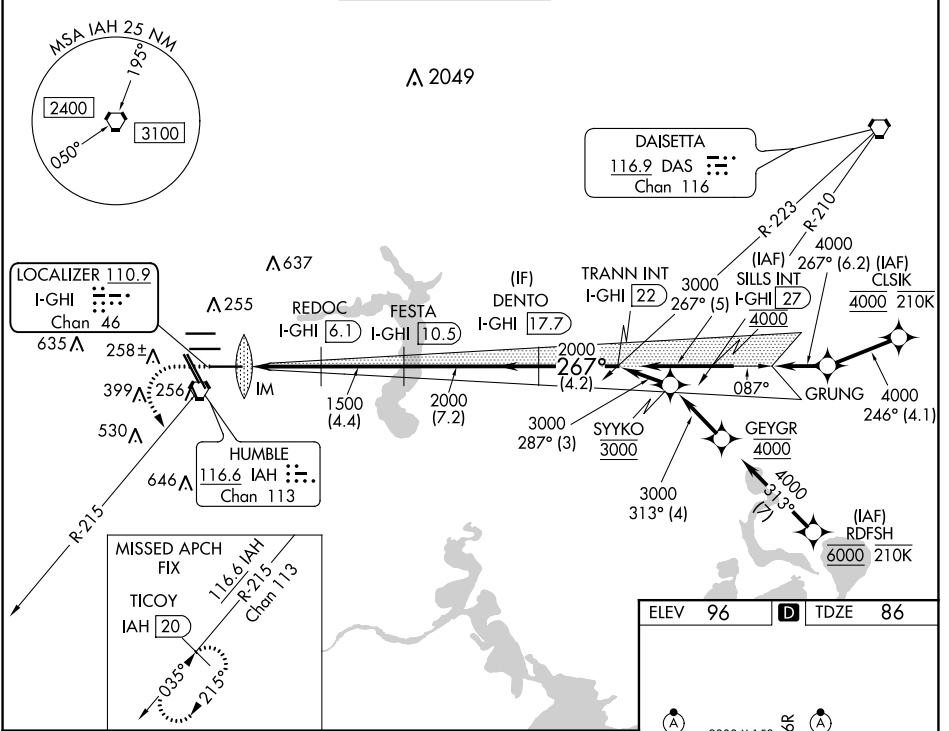 MSA IAH 25 NM
195°
2400
3100
050°
2049
DAISETTA
116.9 DAS
Chan 116
R-223
R-210
LOCALIZER 110.9
I-GHI
Chan 46
637
255
635
258±
399
256
530
646
IM
REDOC
I-GHI 6.1
FESTA
I-GHI 10.5
(IF)
DENTO
I-GHI 17.7
TRANN INT
I-GHI 22
3000
267° (5)
(IAF)
SILLS INT
I-GHI 27
4000
4000
267° (6.2)
(IAF)
CLSIK
4000 210K
2000
267°
(4.2)
1500
(4.4)
2000
(7.2)
087°
GRUNG
4000
246° (4.1)
3000
287° (3)
SYYKO
3000
GEYGR
4000
3000
313° (4)
4000
313°
(7)
(IAF)
RDFSH
6000 210K
HUMBLE
116.6 IAH
Chan 113
R-215
MISSED APCH
FIX
TICOY
IAH 20
116.6 IAH
R-215
Chan 113
035°
215°
ELEV 96 D TDZE 86
A
A